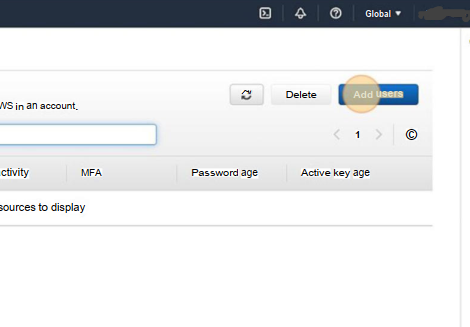 Global
Delete
Add users
WS in an account.
1
ctivity
MFA
Password age
Active key age
sources to display